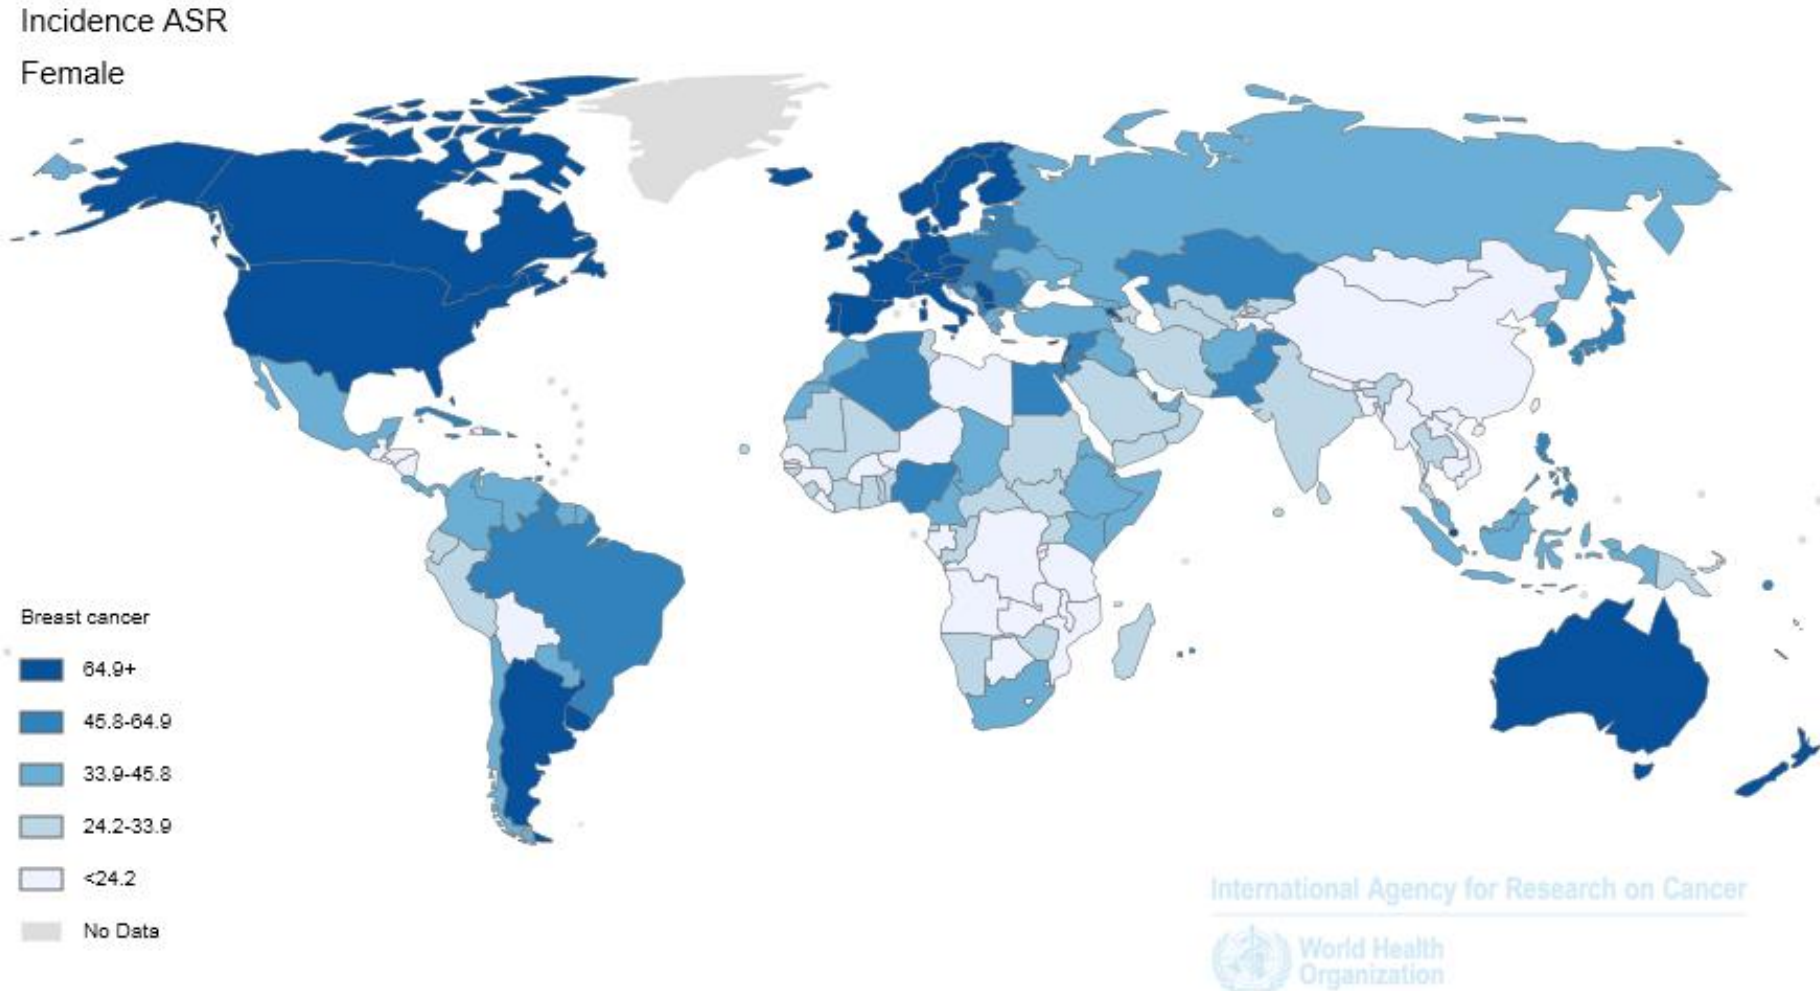 Incidence ASR
Female
Breast cancer
64.9+
45.8-64.9
33.9-45.8
24.2-33.9
<24.2
No Data
International Agency for Research on Cancer
World Health
Organization